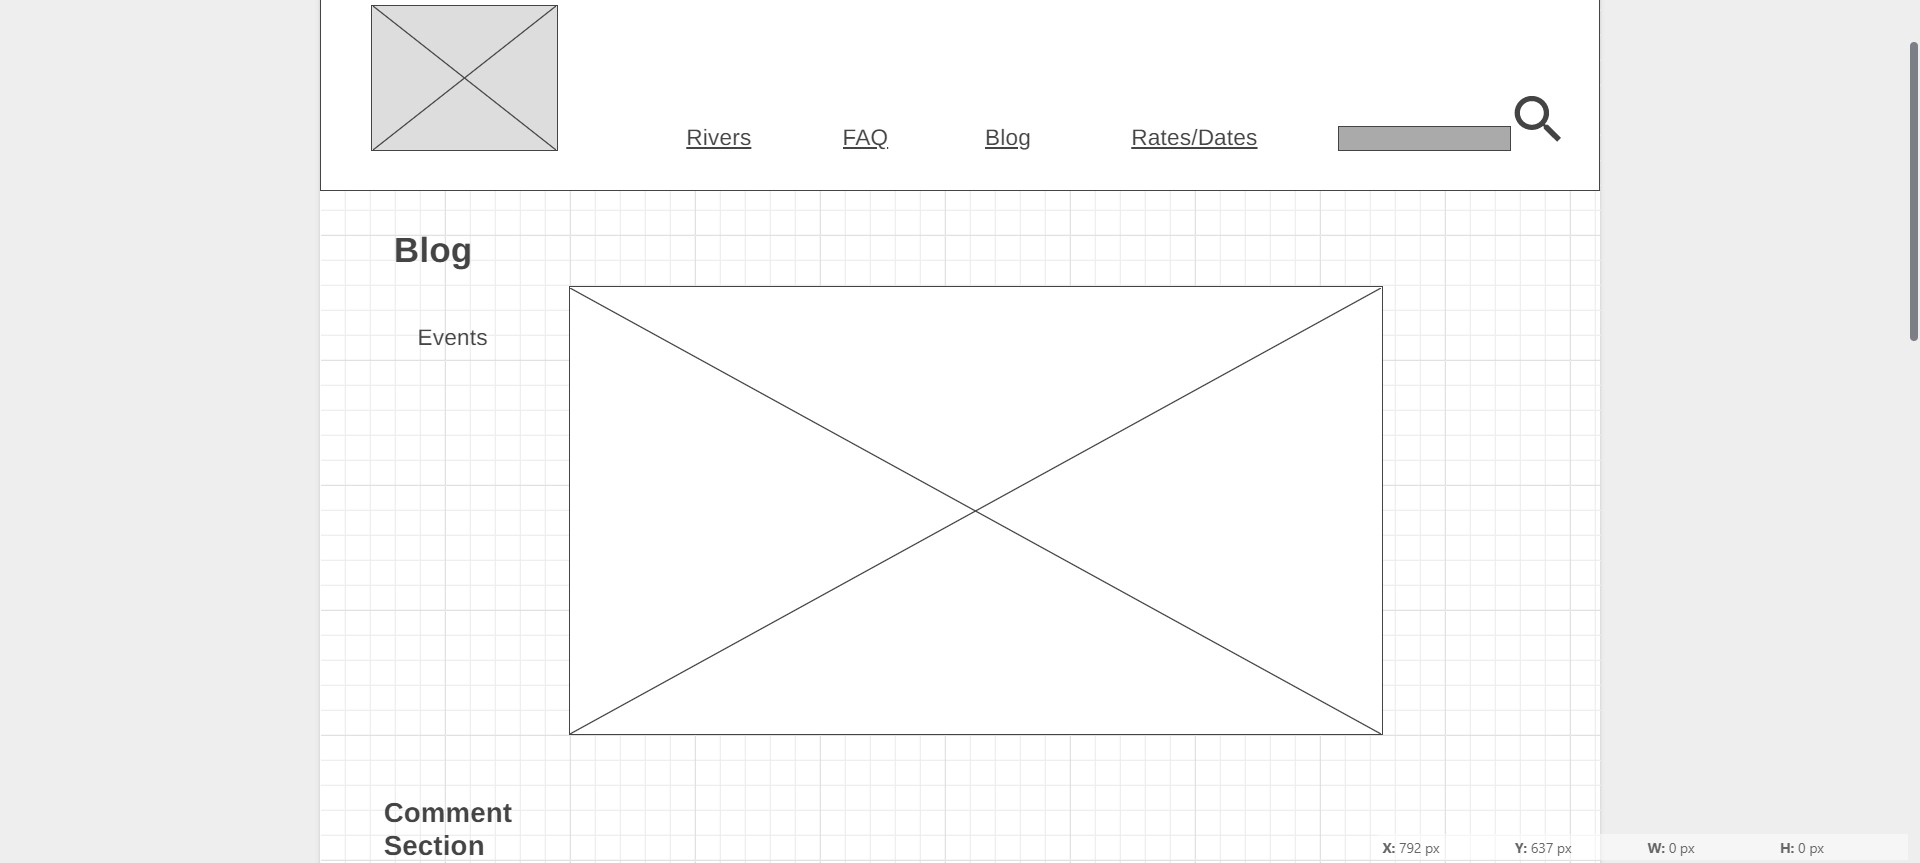 Rivers FAQ Blog Rates/Dates
Blog
Events
Comment
Section
X: 792 px Y: 637 px W: 0 px H: 0 px